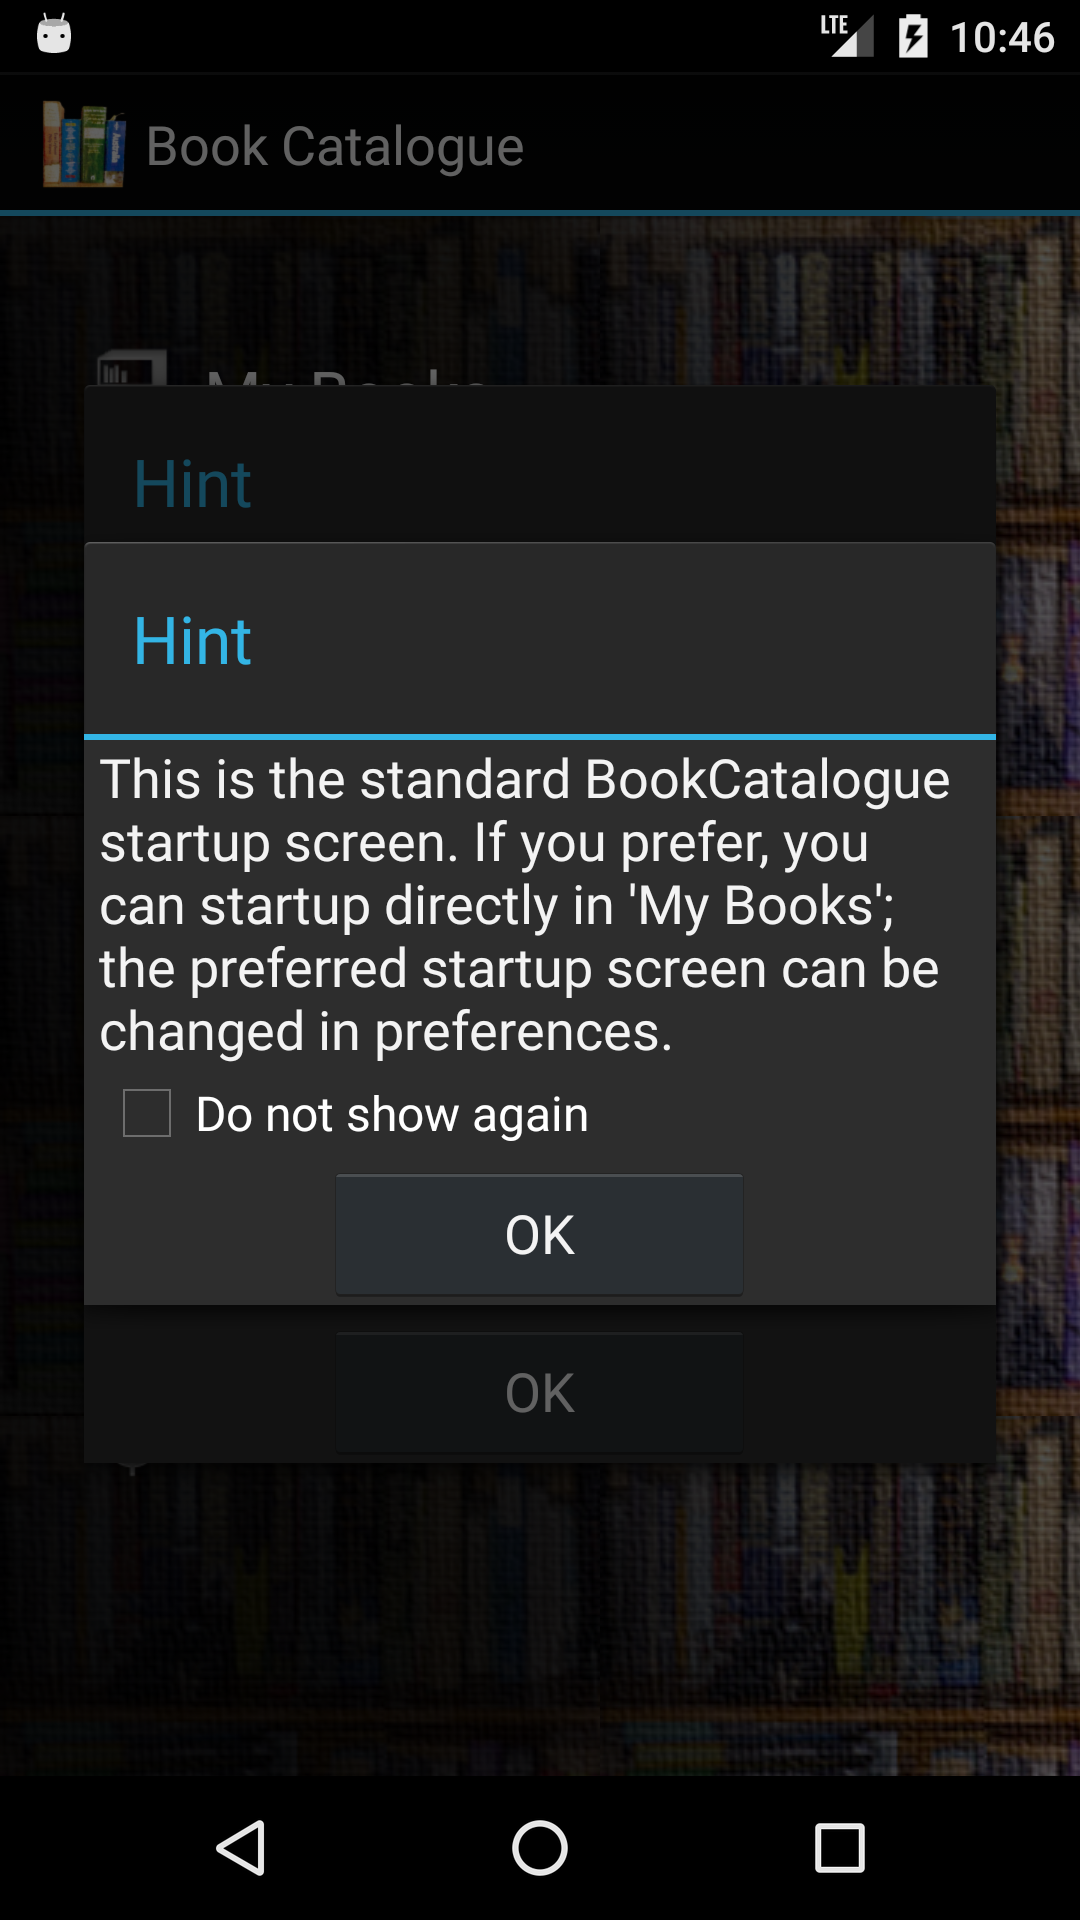 LTE 10:46
Book Catalogue
My Books
Hint
Hint
This is the standard BookCatalogue
startup screen. If you prefer, you
can startup directly in 'My Books';
the preferred startup screen can be
changed in preferences.
Do not show again
OK
OK